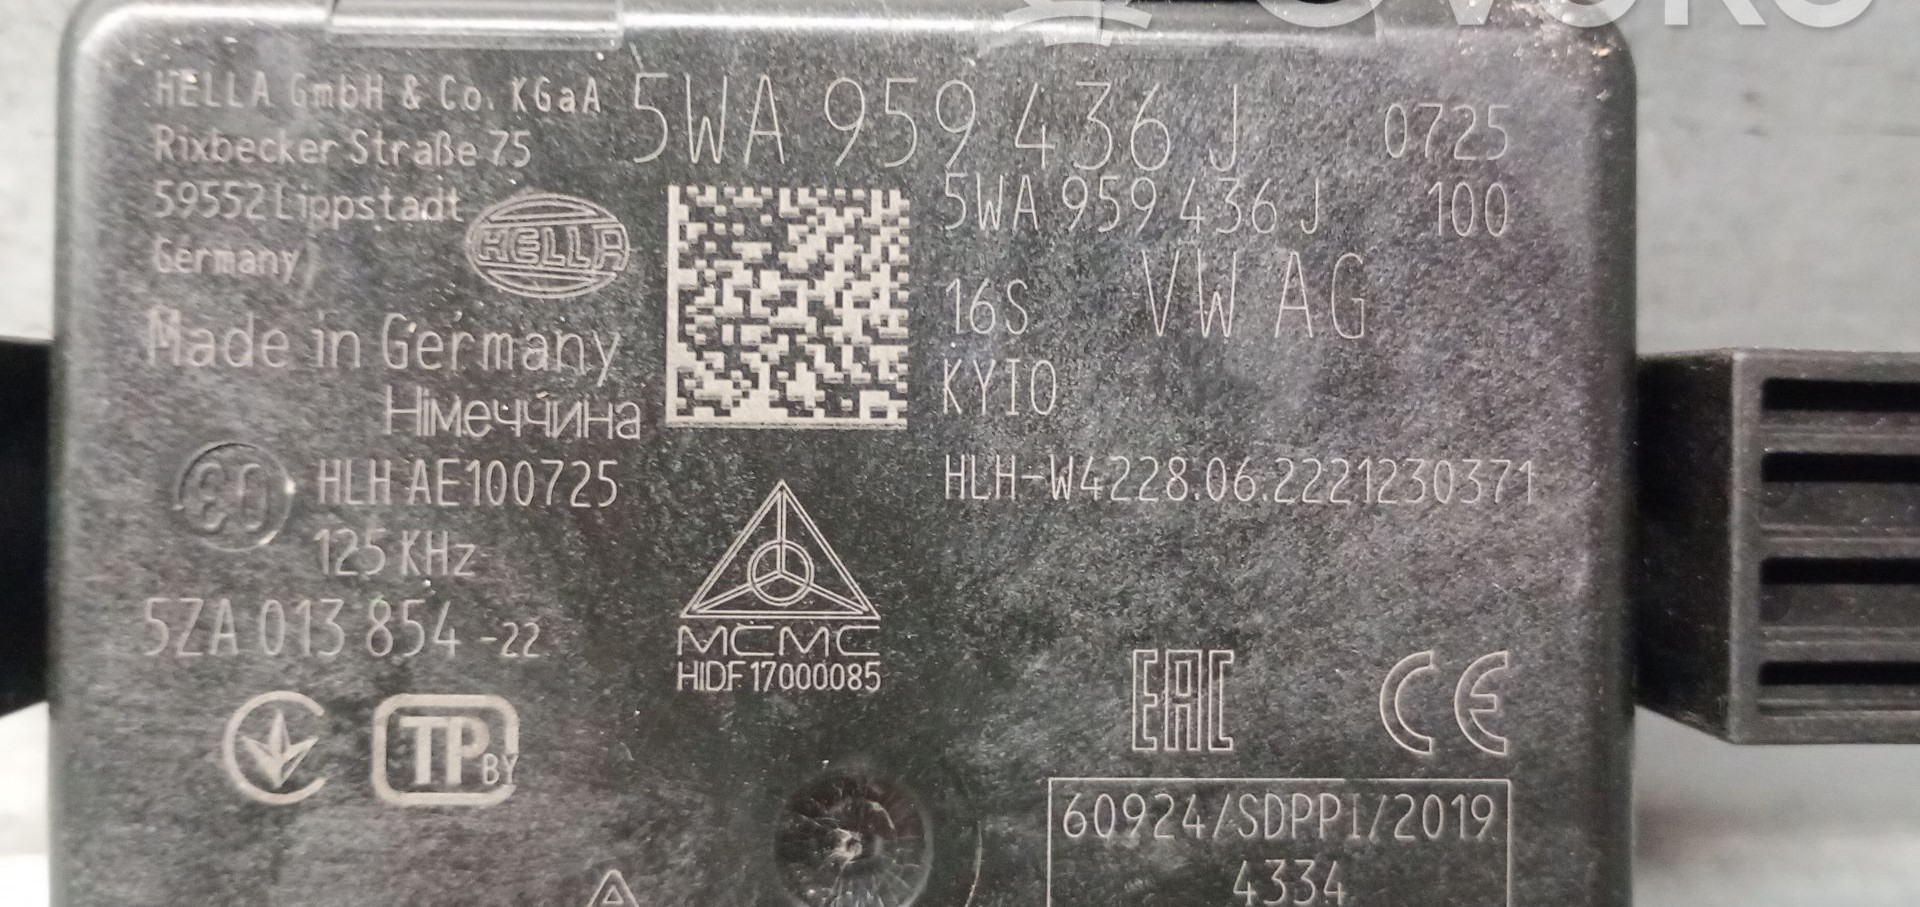 HELLA GmbH & Co. KGaA
Rixbecker Straße 75
59552 Lippstadt
Germany
HELLA
Made in Germany
Німеччина
03
HLH AE100725
125 KHz
5ZA 013 854 -22
TP BY
5WA 959 436 J 0725
5WA 959 436 J 100
16S VW AG
KYIO
HLH-W4228.06.2221230371
MCMC
HIDF17000085
EAC CE
60924/SDPPI/2019
4334